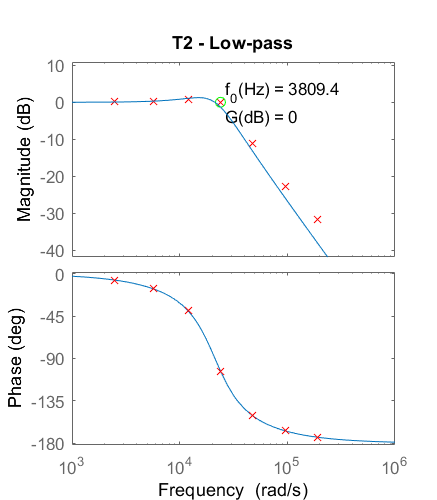 T2 - Low-pass
Magnitude (dB)
10
0
-10
-20
-30
-40
f0(Hz) = 3809.4
G(dB) = 0
Phase (deg)
0
-45
-90
-135
-180
10^3 10^4 10^5 10^6
Frequency (rad/s)